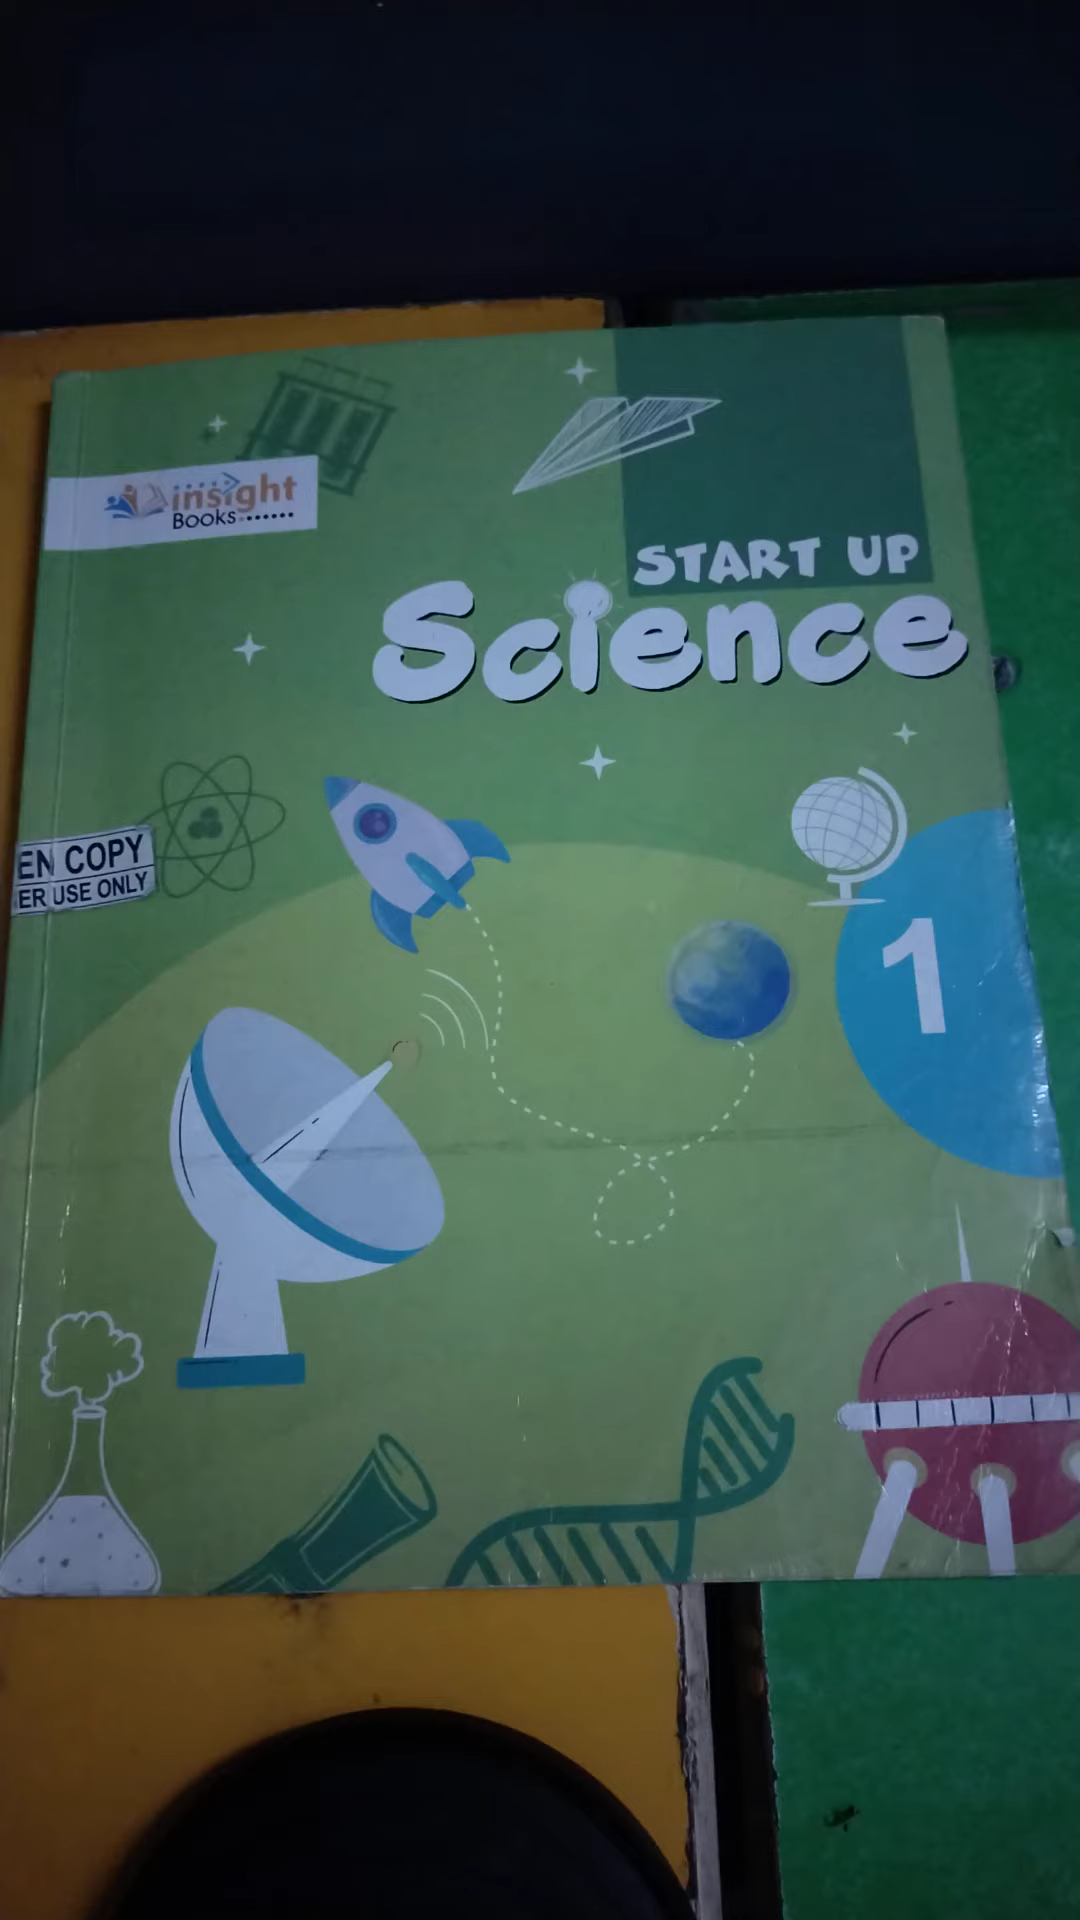 insight
Books
START UP
Science
EN COPY
ER USE ONLY
1